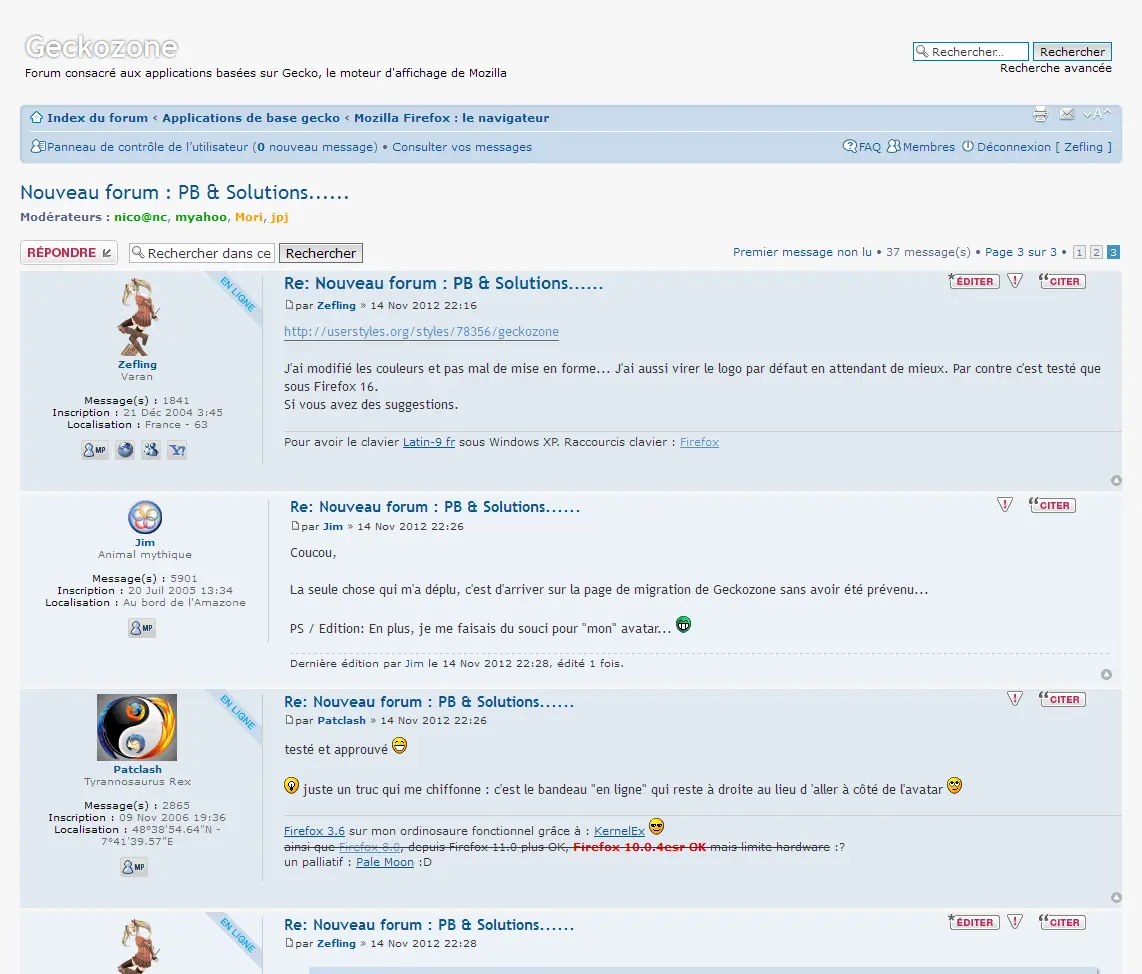 Geckozone
Forum consacré aux applications basées sur Gecko, le moteur d'affichage de Mozilla
Rechercher... Rechercher
Recherche avancée
Index du forum ‹ Applications de base gecko ‹ Mozilla Firefox : le navigateur
Panneau de contrôle de l'utilisateur (0 nouveau message) • Consulter vos messages
FAQ Membres Déconnexion [ Zefling ]
Nouveau forum : PB & Solutions......
Modérateurs : nico@nc, myahoo, Mori, jpj
RÉPONDRE Rechercher dans ce Rechercher
Premier message non lu • 37 message(s) • Page 3 sur 3 • 1 2 3
EN LIGNE
Zefling
Varan
Message(s) : 1841
Inscription : 21 Déc 2004 3:45
Localisation : France - 63
MP
Re: Nouveau forum : PB & Solutions......
ÉDITER ! CITER
par Zefling » 14 Nov 2012 22:16
http://userstyles.org/styles/78356/geckozone
J'ai modifié les couleurs et pas mal de mise en forme... J'ai aussi virer le logo par défaut en attendant de mieux. Par contre c'est testé que
sous Firefox 16.
Si vous avez des suggestions.
Pour avoir le clavier Latin-9 fr sous Windows XP. Raccourcis clavier : Firefox
Jim
Animal mythique
Message(s) : 5901
Inscription : 20 Juil 2005 13:34
Localisation : Au bord de l'Amazone
MP
Re: Nouveau forum : PB & Solutions......
! CITER
par Jim » 14 Nov 2012 22:26
Coucou,
La seule chose qui m'a déplu, c'est d'arriver sur la page de migration de Geckozone sans avoir été prévenu...
PS / Edition: En plus, je me faisais du souci pour "mon" avatar...
Dernière édition par Jim le 14 Nov 2012 22:28, édité 1 fois.
EN LIGNE
Patclash
Tyrannosaurus Rex
Message(s) : 2865
Inscription : 09 Nov 2006 19:36
Localisation : 48°38'54.64"N -
7°41'39.57"E
MP
Re: Nouveau forum : PB & Solutions......
! CITER
par Patclash » 14 Nov 2012 22:26
testé et approuvé
juste un truc qui me chiffonne : c'est le bandeau "en ligne" qui reste à droite au lieu d 'aller à côté de l'avatar
Firefox 3.6 sur mon ordinosaure fonctionnel grâce à : KernelEx
ainsi que Firefox 8.0, depuis Firefox 11.0 plus OK, Firefox 10.0.4esr OK mais limite hardware :?
un palliatif : Pale Moon :D
EN LIGNE
Re: Nouveau forum : PB & Solutions......
ÉDITER ! CITER
par Zefling » 14 Nov 2012 22:28